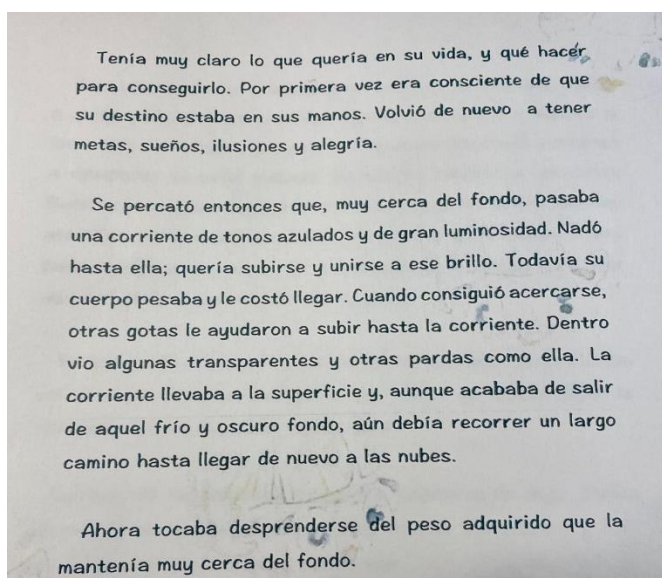 Tenía muy claro lo que quería en su vida, y qué hacer
para conseguirlo. Por primera vez era consciente de que
su destino estaba en sus manos. Volvió de nuevo a tener
metas, sueños, ilusiones y alegría.
Se percató entonces que, muy cerca del fondo, pasaba
una corriente de tonos azulados y de gran luminosidad. Nadó
hasta ella; quería subirse y unirse a ese brillo. Todavía su
cuerpo pesaba y le costó llegar. Cuando consiguió acercarse,
otras gotas le ayudaron a subir hasta la corriente. Dentro
vio algunas transparentes y otras pardas como ella. La
corriente llevaba a la superficie y, aunque acababa de salir
de aquel frío y oscuro fondo, aún debía recorrer un largo
camino hasta llegar de nuevo a las nubes.
Ahora tocaba desprenderse del peso adquirido que la
mantenía muy cerca del fondo.